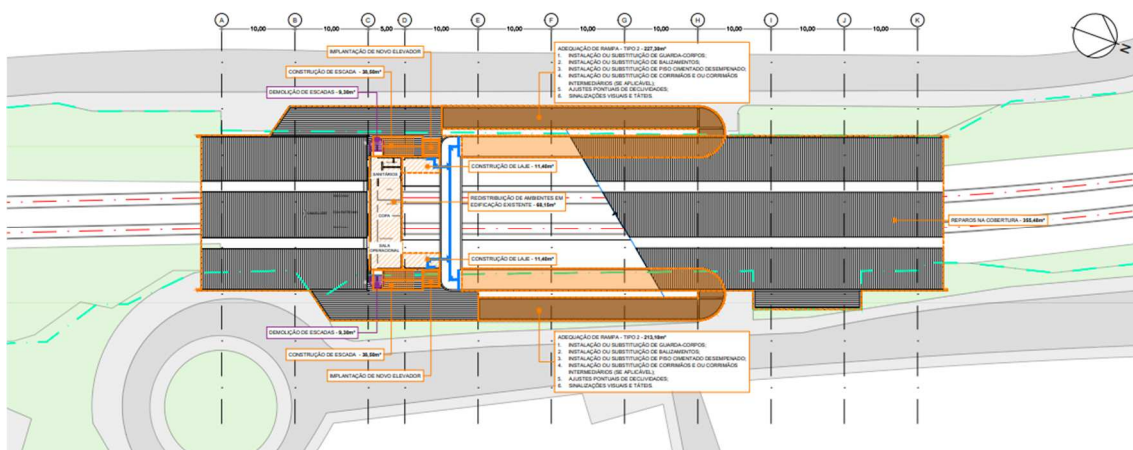 A B C D E F G H I J K
10,00 10,00 5,00 10,00 10,00 10,00 10,00 10,00 10,00 10,00
N
IMPLANTAÇÃO DE NOVO ELEVADOR
CONSTRUÇÃO DE ESCADA - 30,50m²
DEMOLIÇÃO DE ESCADAS - 9,30m²
ADEQUAÇÃO DE RAMPA - TIPO 2 - 227,30m²
1. INSTALAÇÃO OU SUBSTITUIÇÃO DE GUARDA-CORPOS;
2. INSTALAÇÃO OU SUBSTITUIÇÃO DE BALIZAMENTOS;
3. INSTALAÇÃO OU SUBSTITUIÇÃO DE PISO CIMENTADO DESEMPENADO;
4. INSTALAÇÃO OU SUBSTITUIÇÃO DE CORRIMÃOS E OU CORRIMÃOS
INTERMEDIÁRIOS (SE APLICÁVEL);
5. AJUSTES PONTUAIS DE DECLIVIDADES;
6. SINALIZAÇÕES VISUAIS E TÁTEIS.
CONSTRUÇÃO DE LAJE - 11,40m²
SANITÁRIOS
REDISTRIBUIÇÃO DE AMBIENTES EM
EDIFICAÇÃO EXISTENTE - 68,10m²
COPA
SALA
OPERACIONAL
REPAROS NA COBERTURA - 355,40m²
CONSTRUÇÃO DE LAJE - 11,40m²
DEMOLIÇÃO DE ESCADAS - 9,30m²
CONSTRUÇÃO DE ESCADA - 30,50m²
IMPLANTAÇÃO DE NOVO ELEVADOR
ADEQUAÇÃO DE RAMPA - TIPO 2 - 213,10m²
1. INSTALAÇÃO OU SUBSTITUIÇÃO DE GUARDA-CORPOS;
2. INSTALAÇÃO OU SUBSTITUIÇÃO DE BALIZAMENTOS;
3. INSTALAÇÃO OU SUBSTITUIÇÃO DE PISO CIMENTADO DESEMPENADO;
4. INSTALAÇÃO OU SUBSTITUIÇÃO DE CORRIMÃOS E OU CORRIMÃOS
INTERMEDIÁRIOS (SE APLICÁVEL);
5. AJUSTES PONTUAIS DE DECLIVIDADES;
6. SINALIZAÇÕES VISUAIS E TÁTEIS.